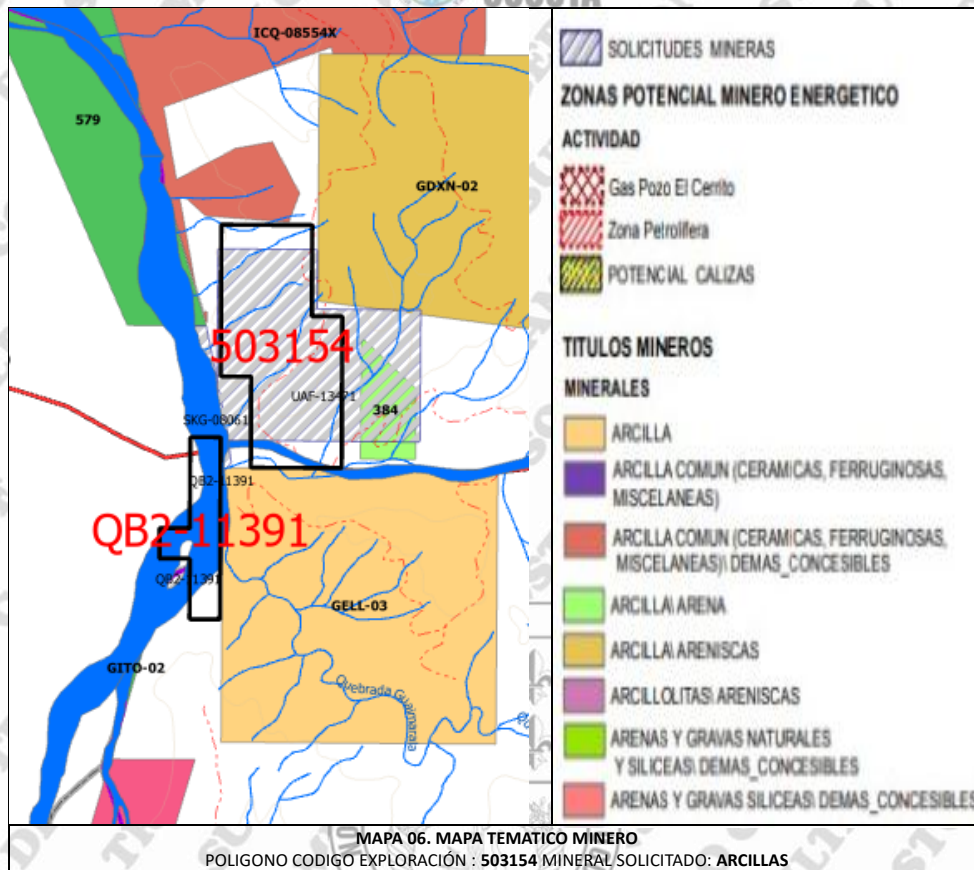 ICQ-08554X
579
GDXN-02
503154
UAF-13471
384
SKG-08061
QB2-11391
QB2-11391
QB2-11391
GELL-03
GITO-02
Quebrada Guaimarala
SOLICITUDES MINERAS
ZONAS POTENCIAL MINERO ENERGETICO
ACTIVIDAD
Gas Pozo El Cerrito
Zona Petrolifera
POTENCIAL CALIZAS
TITULOS MINEROS
MINERALES
ARCILLA
ARCILLA COMUN (CERAMICAS, FERRUGINOSAS,
MISCELANEAS)
ARCILLA COMUN (CERAMICAS, FERRUGINOSAS,
MISCELANEAS)\ DEMAS_CONCESIBLES
ARCILLA\ ARENA
ARCILLA\ ARENISCAS
ARCILLOLITAS\ ARENISCAS
ARENAS Y GRAVAS NATURALES
Y SILICEAS\ DEMAS_CONCESIBLES
ARENAS Y GRAVAS SILICEAS\ DEMAS_CONCESIBLES
MAPA 06. MAPA TEMATICO MINERO
POLIGONO CODIGO EXPLORACIÓN : 503154 MINERAL SOLICITADO: ARCILLAS